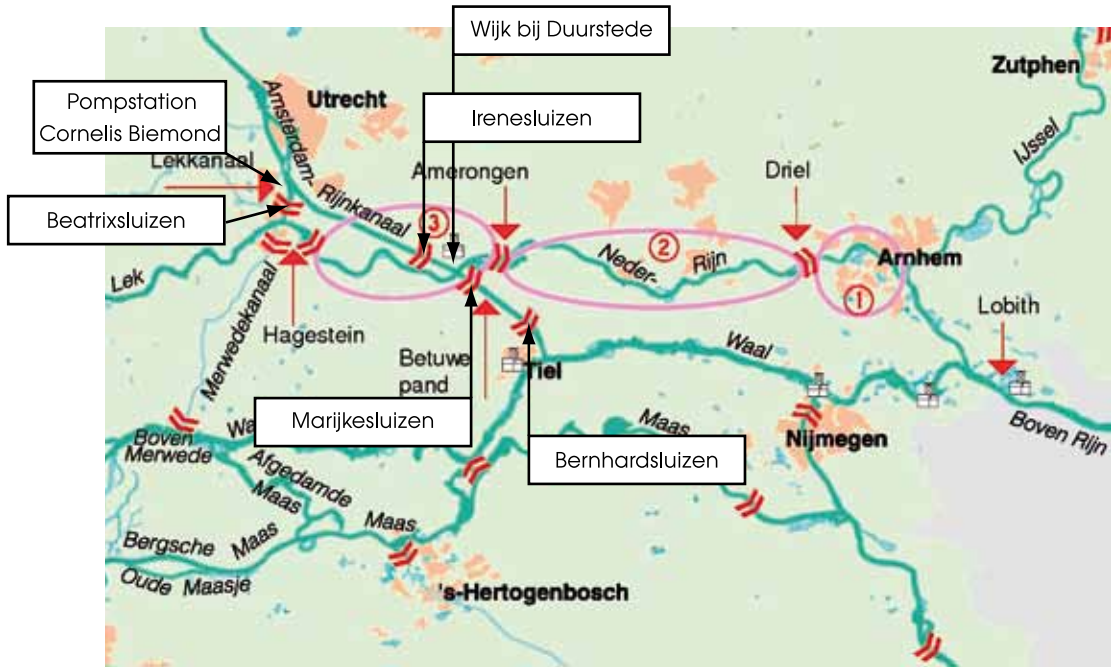 Wijk bij Duurstede
Zutphen
Pompstation
Cornelis Biemond
Utrecht
Irenesluizen
IJssel
Lekkanaal
Amsterdam-
Rijnkanaal
Amerongen
Driel
Beatrixsluizen
3
2
Neder-
Rijn
Arnhem
1
Lek
Merwedekanaal
Hagestein
Lobith
Betuwe
pand
Tiel
Waal
Marijkesluizen
Boven Rijn
Boven
Merwede
Wa
Maas
Nijmegen
Bernhardsluizen
Afgedamde
Maas
Maas
Bergsche Maas
Oude Maasje
's-Hertogenbosch